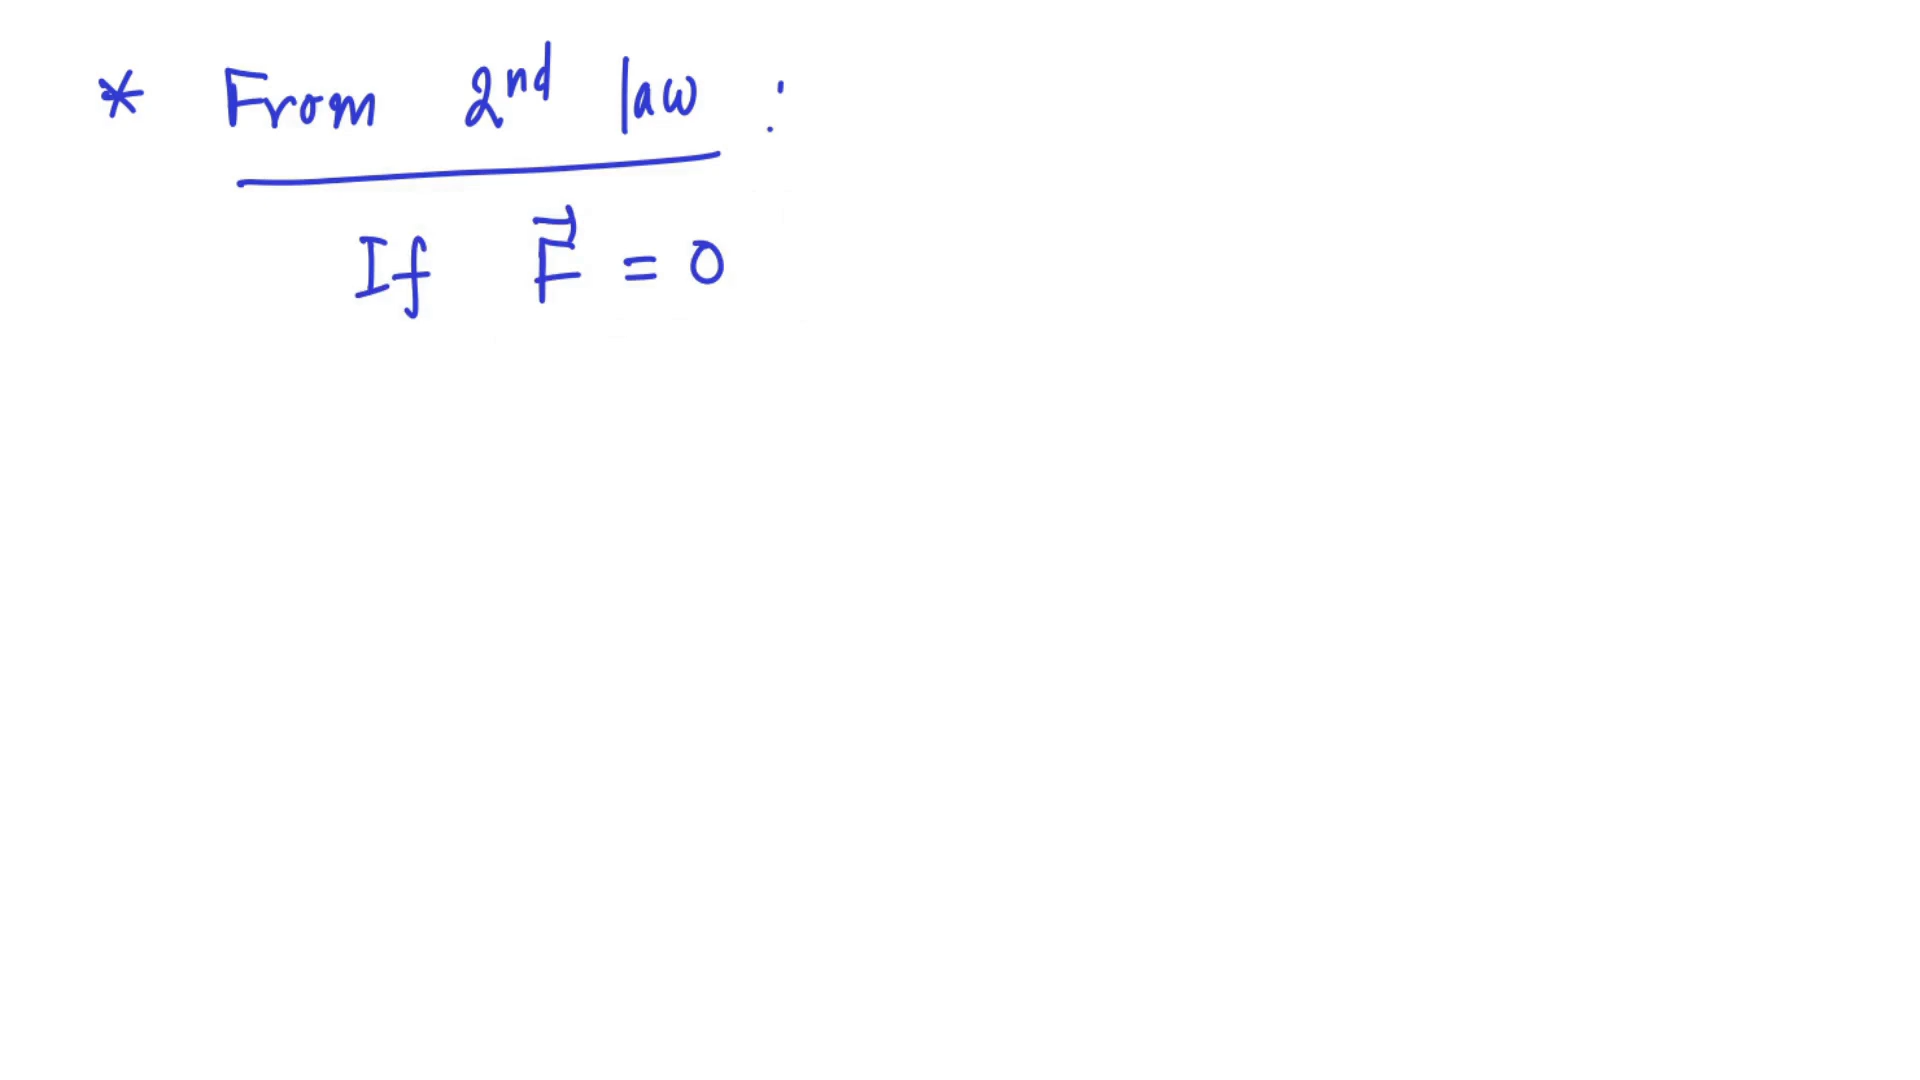 * From 2nd law :
If F⃗ = 0